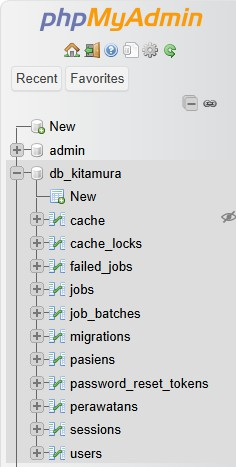 phpMyAdmin
Recent Favorites
New
admin
db_kitamura
New
cache
cache_locks
failed_jobs
jobs
job_batches
migrations
pasiens
password_reset_tokens
perawatans
sessions
users